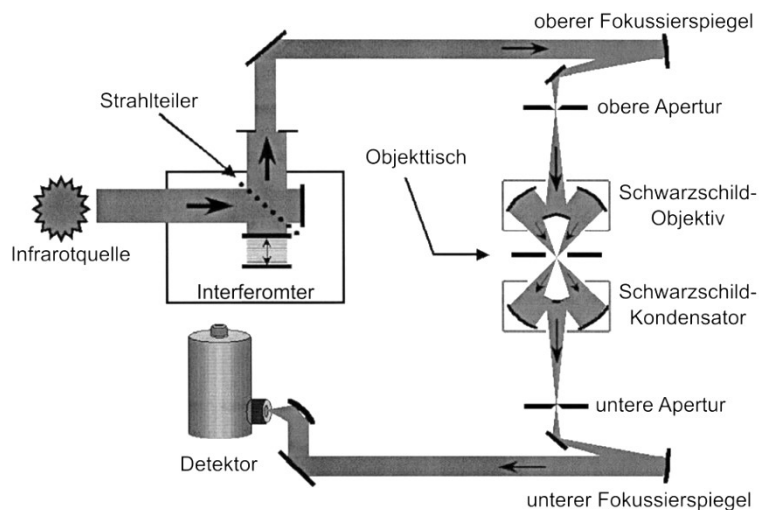 oberer Fokussierspiegel
Strahlteiler
obere Apertur
Objekttisch
Schwarzschild-
Objektiv
Infrarotquelle
Interferomter
Schwarzschild-
Kondensator
untere Apertur
Detektor
unterer Fokussierspiegel